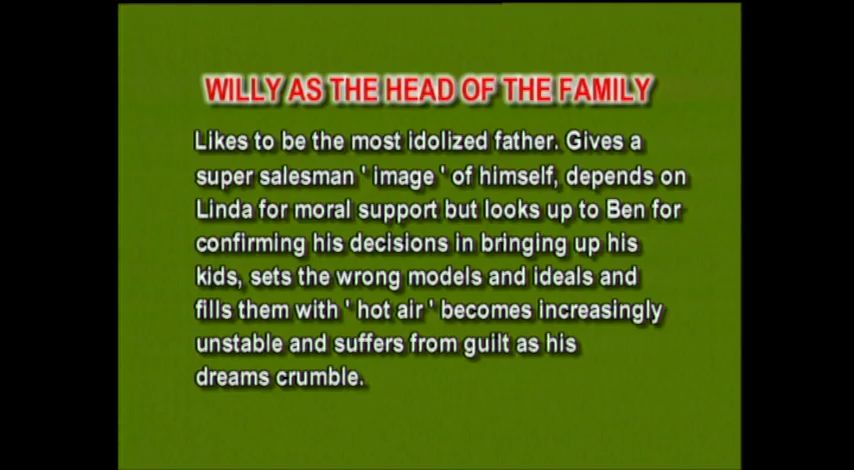 WILLY AS THE HEAD OF THE FAMILY
Likes to be the most idolized father. Gives a
super salesman ' image ' of himself, depends on
Linda for moral support but looks up to Ben for
confirming his decisions in bringing up his
kids, sets the wrong models and ideals and
fills them with ' hot air ' becomes increasingly
unstable and suffers from guilt as his
dreams crumble.